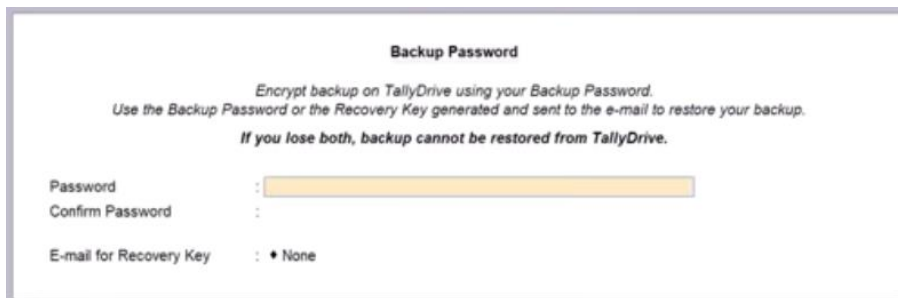 Backup Password
Encrypt backup on TallyDrive using your Backup Password.
Use the Backup Password or the Recovery Key generated and sent to the e-mail to restore your backup.
If you lose both, backup cannot be restored from TallyDrive.
Password :
Confirm Password :
E-mail for Recovery Key : ♦ None